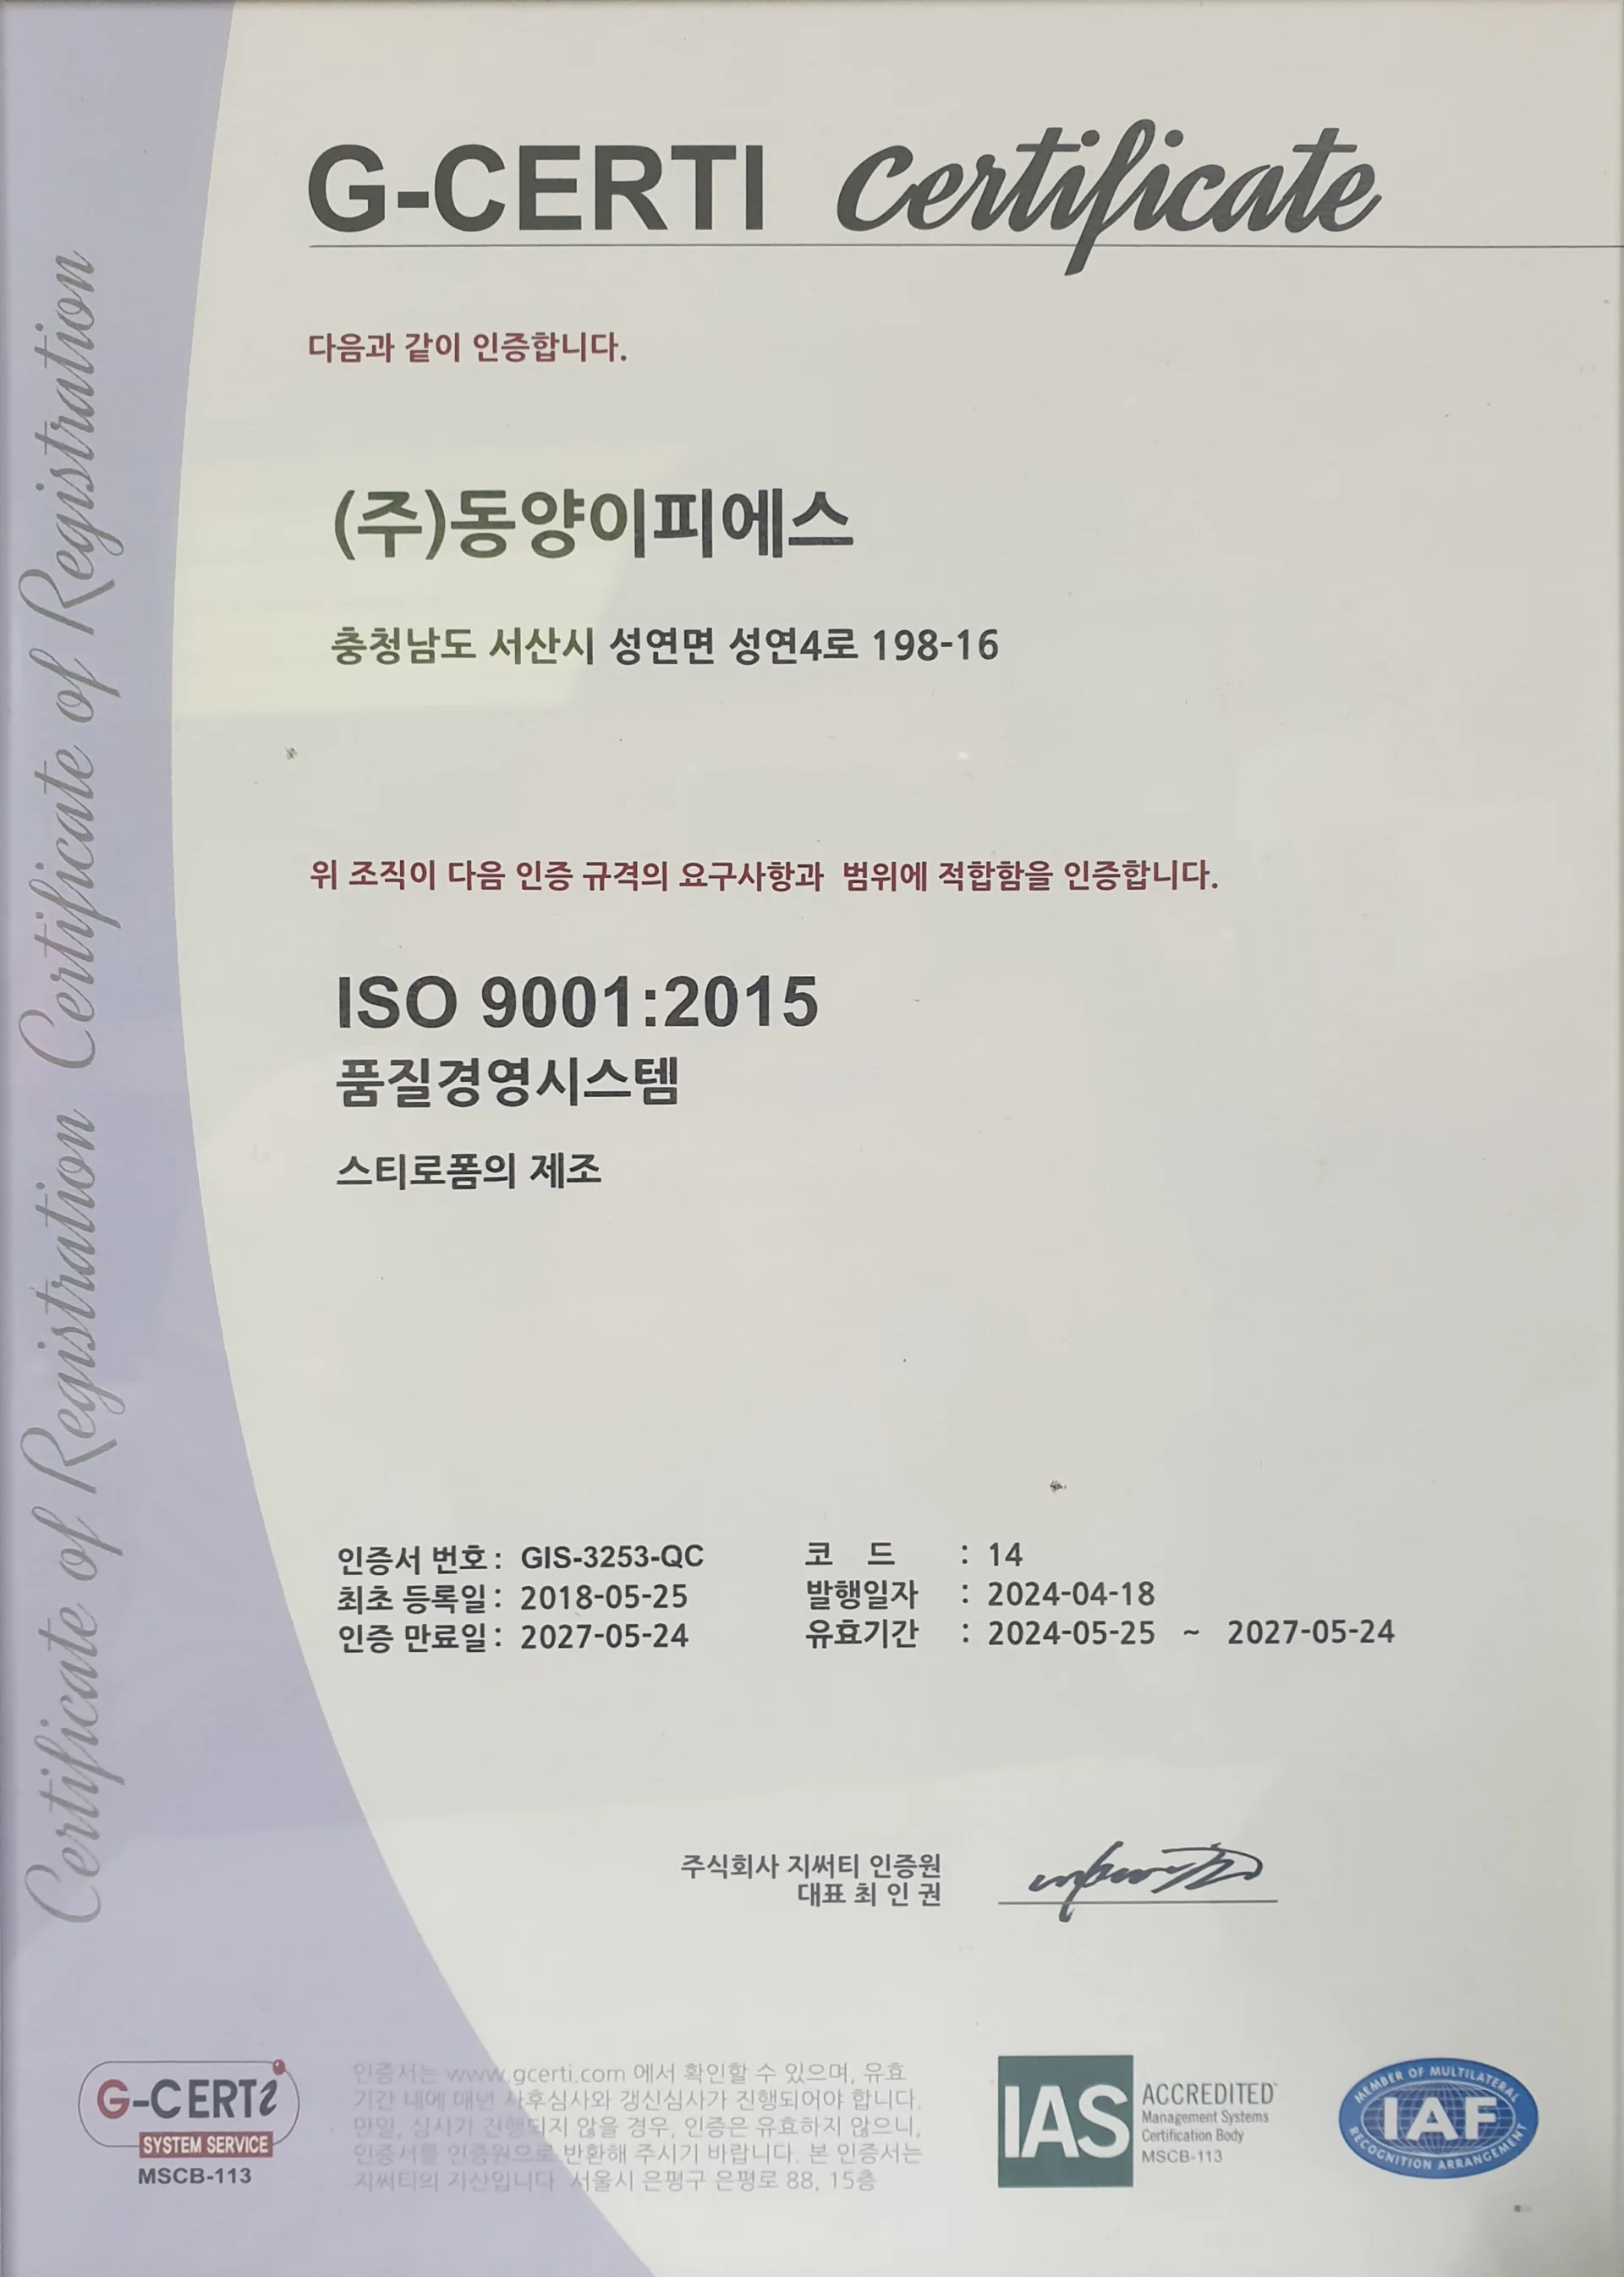 G-CERTI Certificate
다음과 같이 인증합니다.
(주)동양이피에스
충청남도 서산시 성연면 성연4로 198-16
위 조직이 다음 인증 규격의 요구사항과 범위에 적합함을 인증합니다.
ISO 9001:2015
품질경영시스템
스티로폼의 제조
인증서 번호 : GIS-3253-QC
최초 등록일 : 2018-05-25
인증 만료일 : 2027-05-24
코 드 : 14
발행일자 : 2024-04-18
유효기간 : 2024-05-25 ~ 2027-05-24
주식회사 지써티 인증원
대표 최 인 권
Certificate of Registration Certificate of Registration
G-CERTi
SYSTEM SERVICE
MSCB-113
인증서는 www.gcerti.com 에서 확인할 수 있으며, 유효
기간 내에 매년 사후심사와 갱신심사가 진행되어야 합니다.
만일, 심사가 진행되지 않을 경우, 인증은 유효하지 않으니,
인증서를 인증원으로 반환해 주시기 바랍니다. 본 인증서는
지써티의 자산입니다. 서울시 은평구 은평로 88, 15층
IAS
ACCREDITED
Management Systems
Certification Body
MSCB-113
MEMBER OF MULTILATERAL
IAF
RECOGNITION ARRANGEMENT